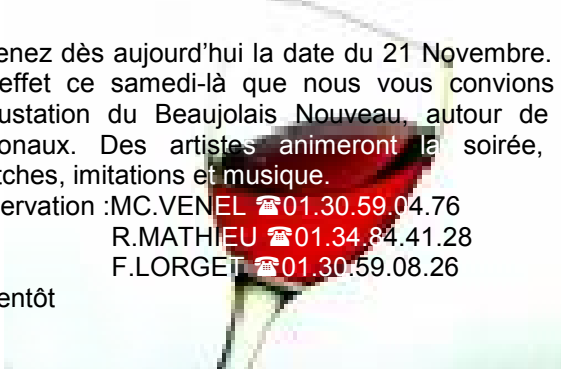 enez dès aujourd’hui la date du 21 Novembre.
effet ce samedi-là que nous vous convions
ustation du Beaujolais Nouveau, autour de
onaux. Des artistes animeront la soirée,
tches, imitations et musique.
ervation :MC.VENEL ☎01.30.59.04.76
R.MATHIEU ☎01.34.84.41.28
F.LORGET ☎01.30.59.08.26
entôt